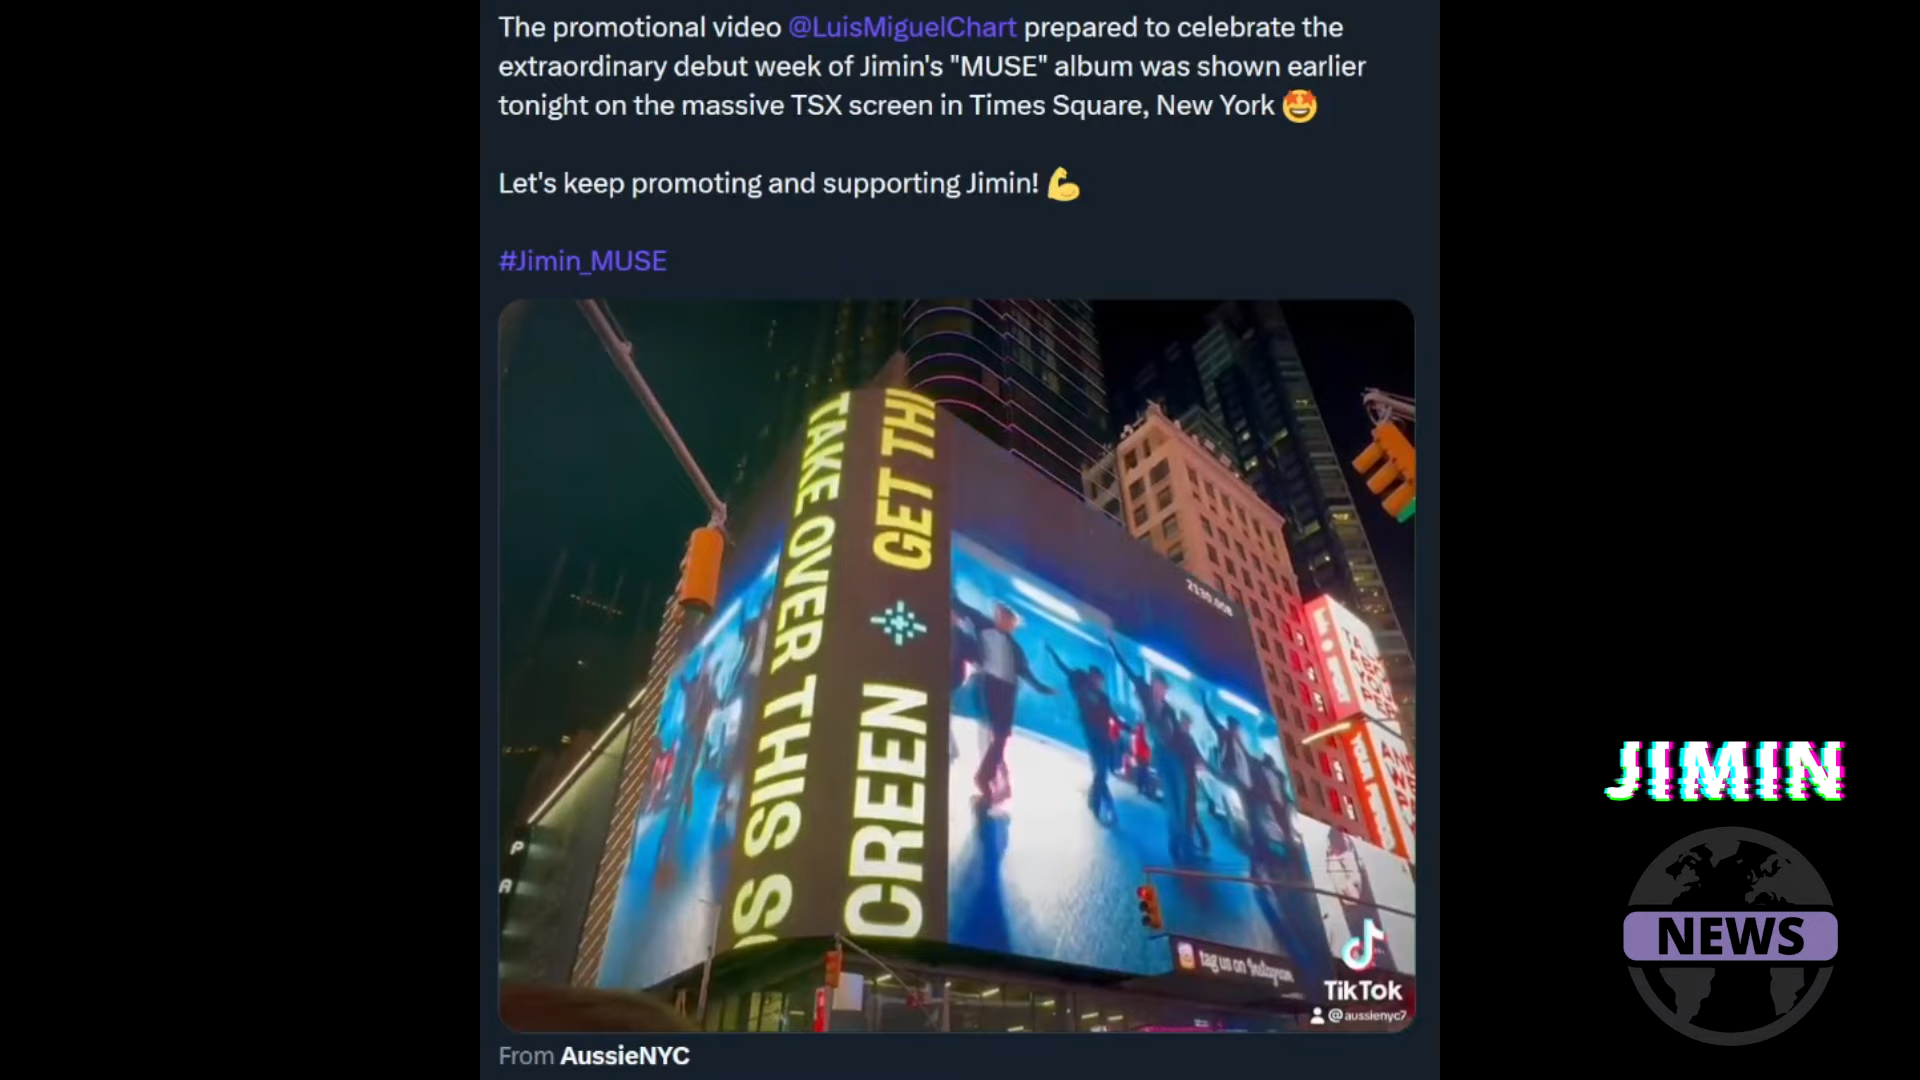 The promotional video @LuisMiguelChart prepared to celebrate the
extraordinary debut week of Jimin's "MUSE" album was shown earlier
tonight on the massive TSX screen in Times Square, New York 🤩
Let's keep promoting and supporting Jimin! 💪
#Jimin_MUSE
TAKE OVER THIS S
GET THI
CREEN
P
A
tag us on Instagram
TikTok
@aussienyc7
From AussieNYC
JIMIN
NEWS